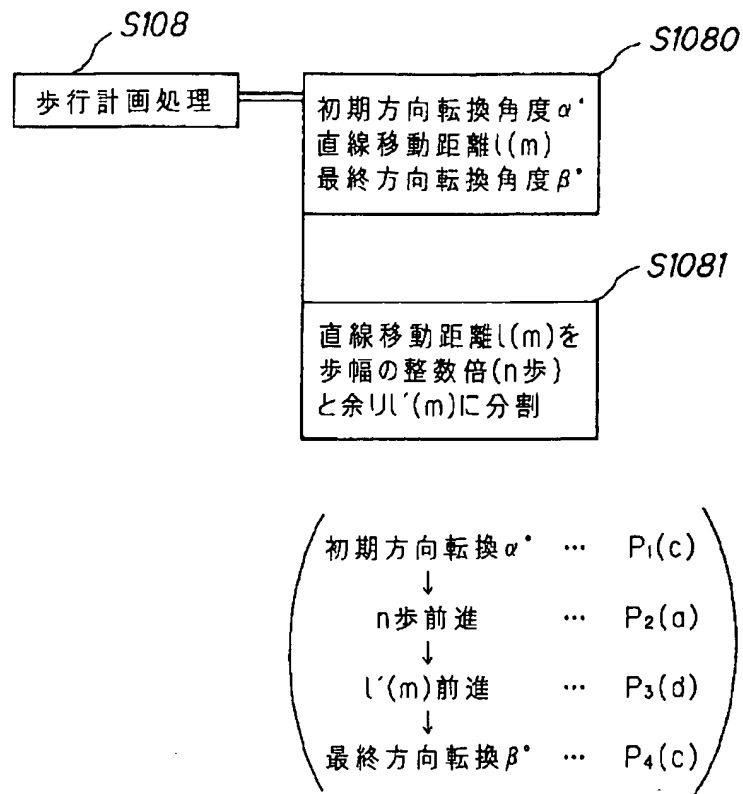 S108
歩行計画処理
S1080
初期方向転換角度α°
直線移動距離l(m)
最終方向転換角度β°
S1081
直線移動距離l(m)を
歩幅の整数倍(n歩}
と余りl′(m)に分割
初期方向転換α° … P₁(c)
↓
n歩前進 … P₂(a)
↓
l′(m)前進 … P₃(d)
↓
最終方向転換β° … P₄(c)